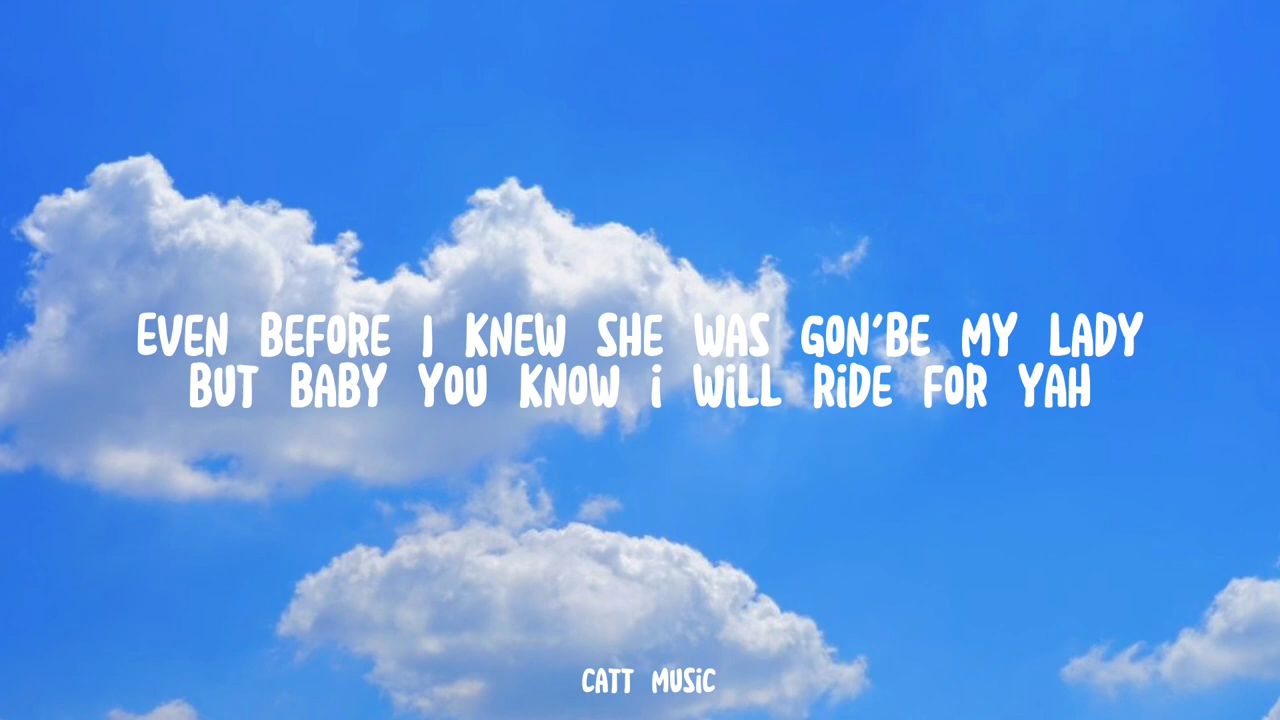 EVEN BEFORE I KNEW SHE WAS GON'BE MY LADY
BUT BABY YOU KNOW i WiLL RiDE FOR YAH
CATT MUSiC